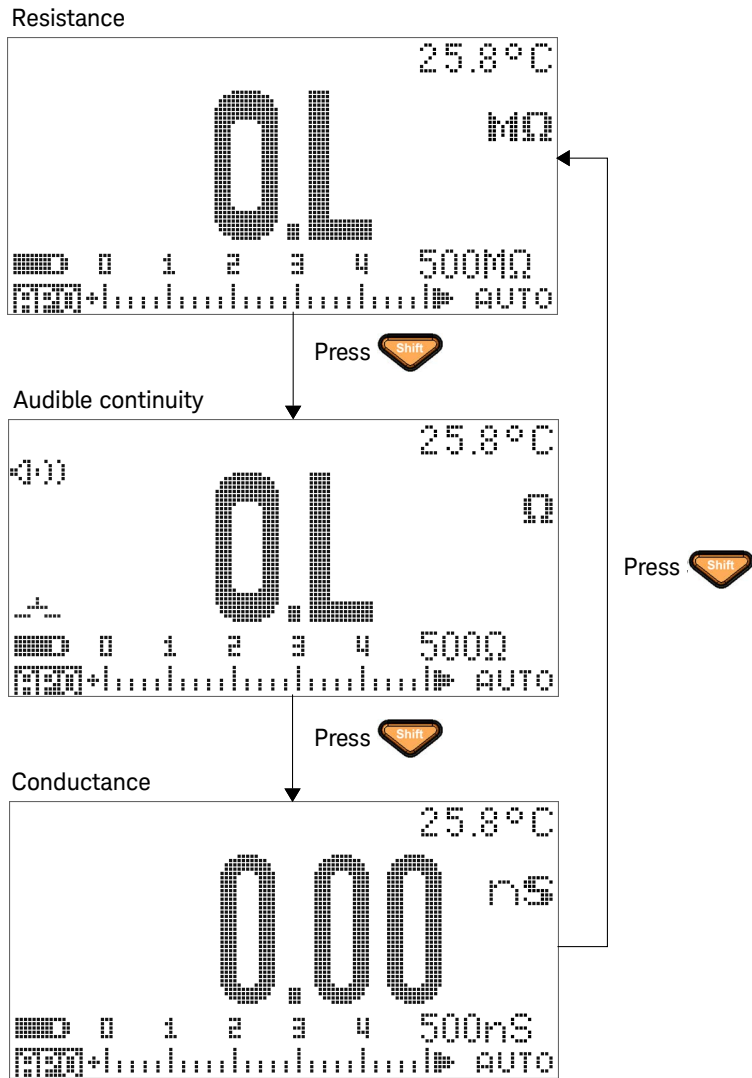 Resistance
25.8°C
MΩ
O.L
0 1 2 3 4 500MΩ
AUTO
Press Shift
Audible continuity
25.8°C
Ω
O.L
0 1 2 3 4 500Ω
AUTO
Press Shift
Press Shift
Conductance
25.8°C
nS
0.00
0 1 2 3 4 500nS
AUTO